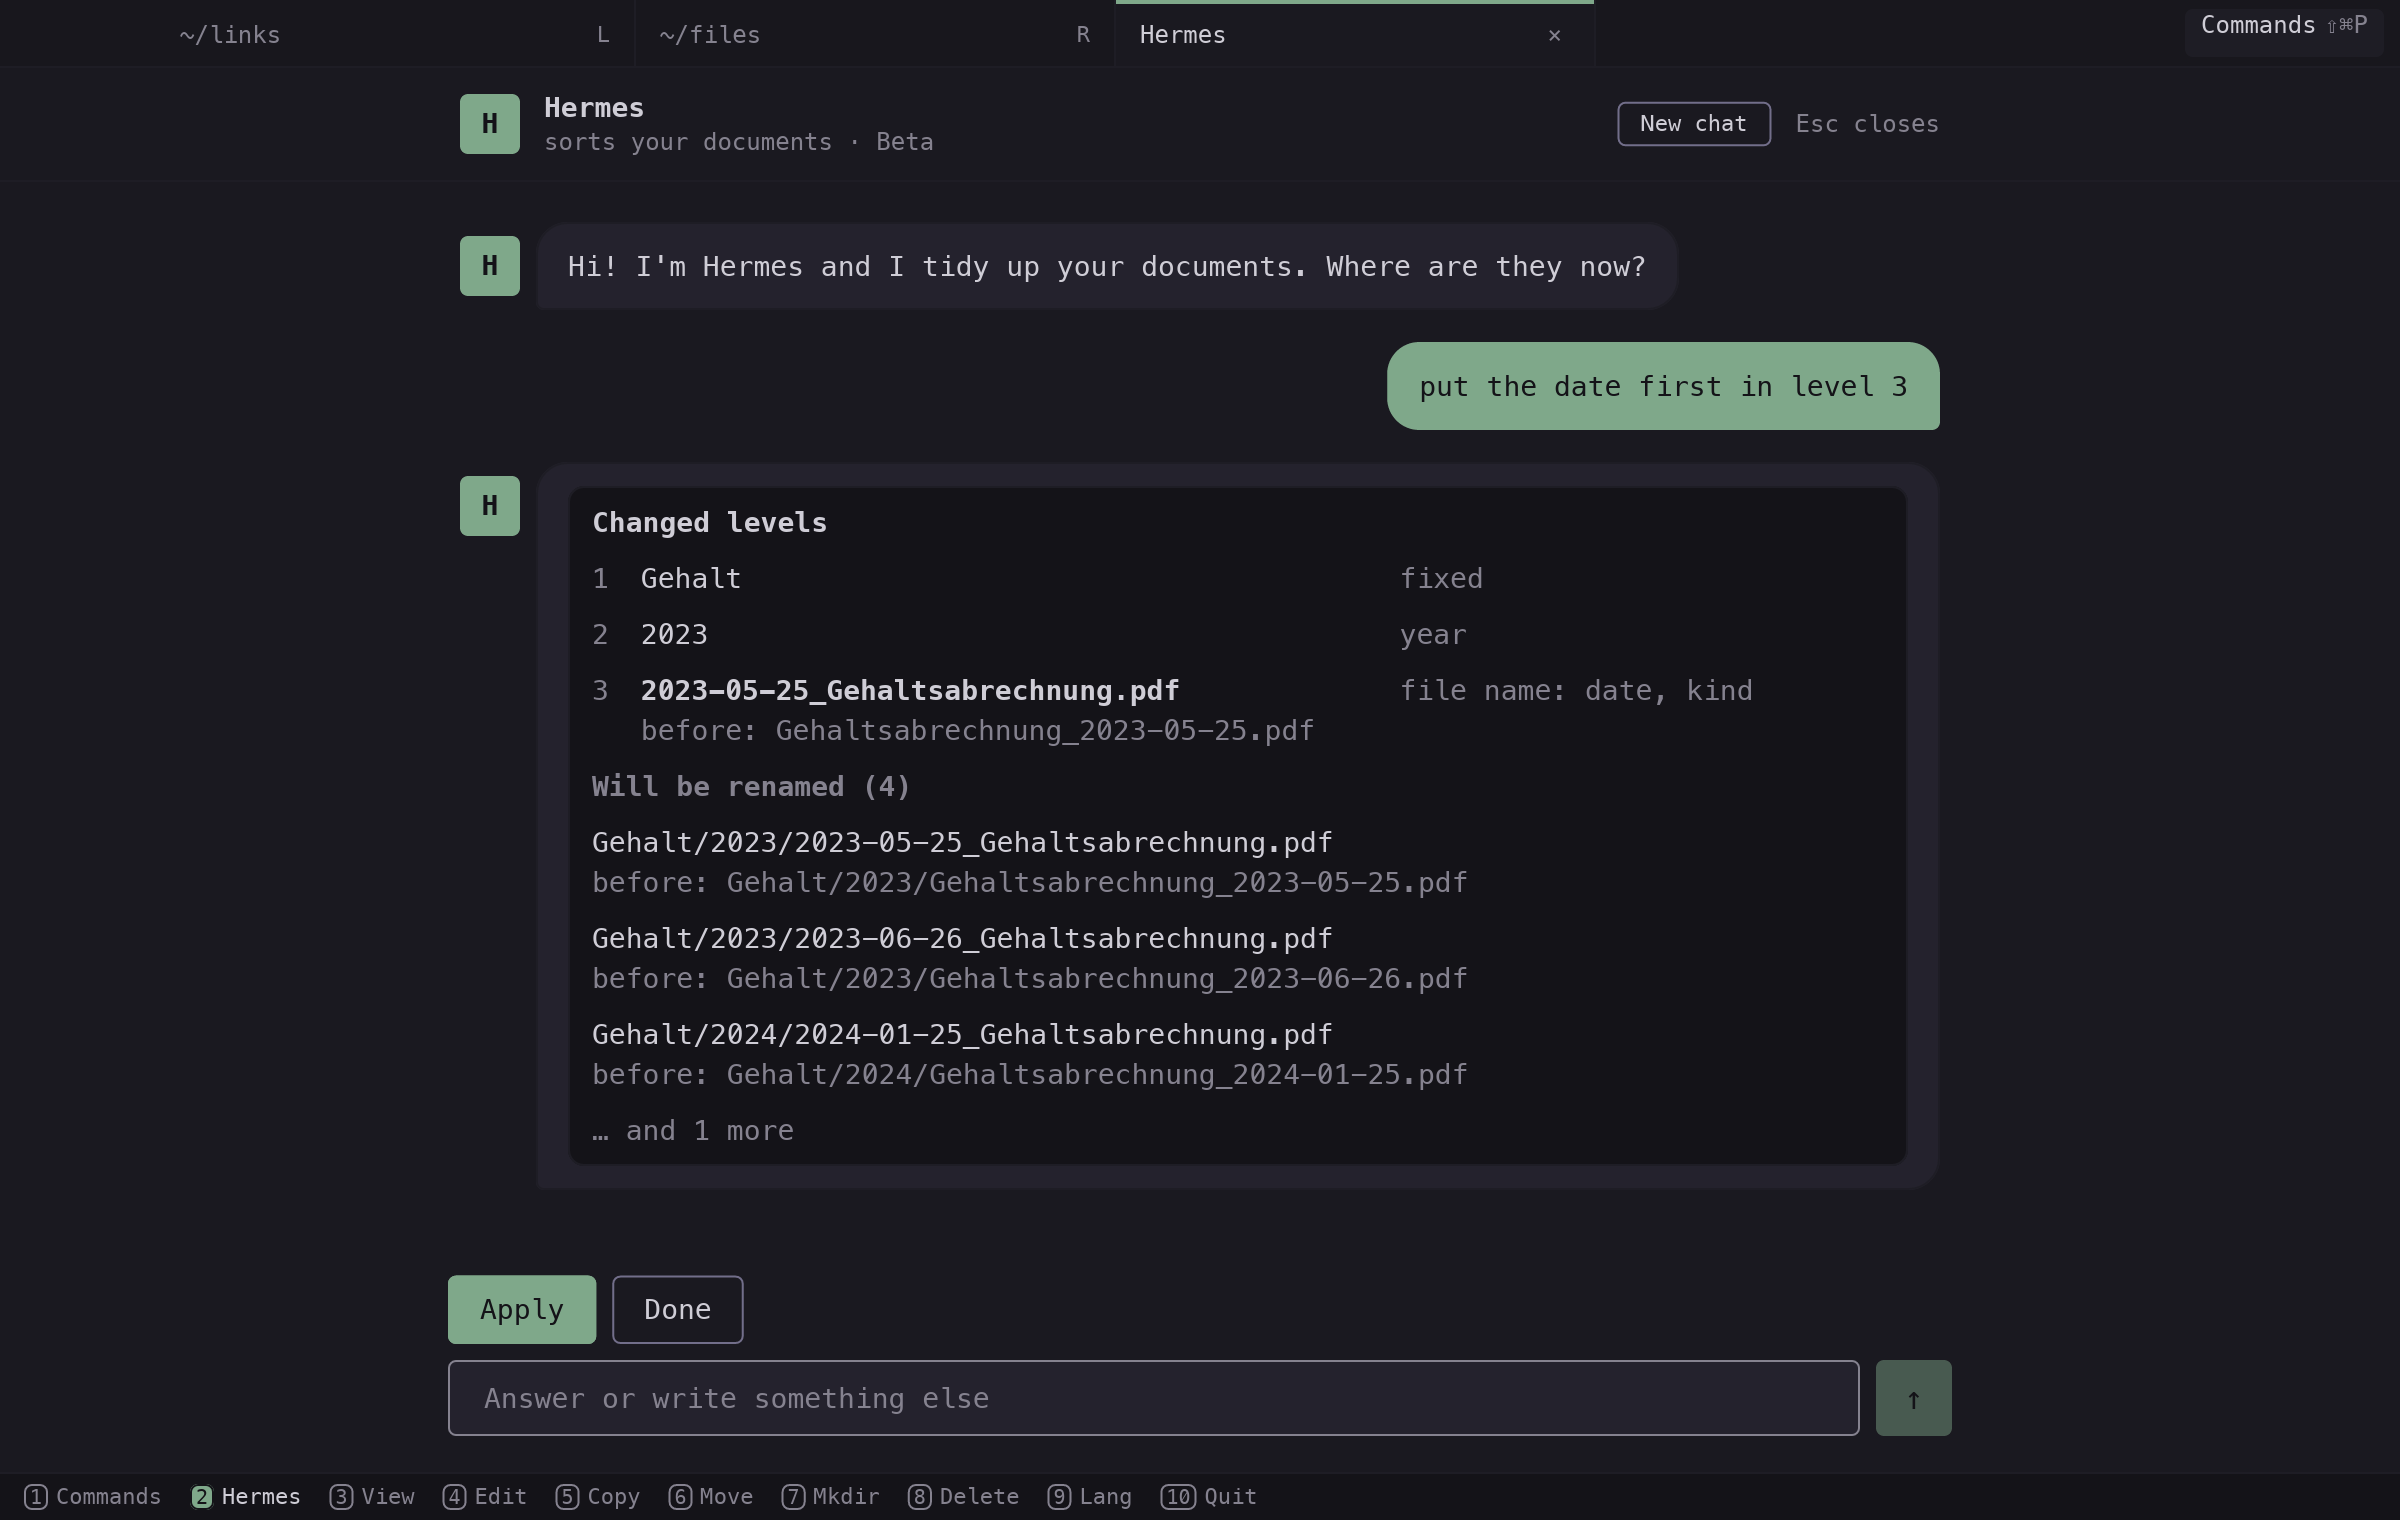 ~/links L ~/files R Hermes × Commands ⇧⌘P
H Hermes
sorts your documents · Beta
New chat Esc closes
H Hi! I'm Hermes and I tidy up your documents. Where are they now?
put the date first in level 3
H
Changed levels
1 Gehalt fixed
2 2023 year
3 2023-05-25_Gehaltsabrechnung.pdf file name: date, kind
before: Gehaltsabrechnung_2023-05-25.pdf
Will be renamed (4)
Gehalt/2023/2023-05-25_Gehaltsabrechnung.pdf
before: Gehalt/2023/Gehaltsabrechnung_2023-05-25.pdf
Gehalt/2023/2023-06-26_Gehaltsabrechnung.pdf
before: Gehalt/2023/Gehaltsabrechnung_2023-06-26.pdf
Gehalt/2024/2024-01-25_Gehaltsabrechnung.pdf
before: Gehalt/2024/Gehaltsabrechnung_2024-01-25.pdf
… and 1 more
Apply Done
Answer or write something else ↑
1 Commands 2 Hermes 3 View 4 Edit 5 Copy 6 Move 7 Mkdir 8 Delete 9 Lang 10 Quit